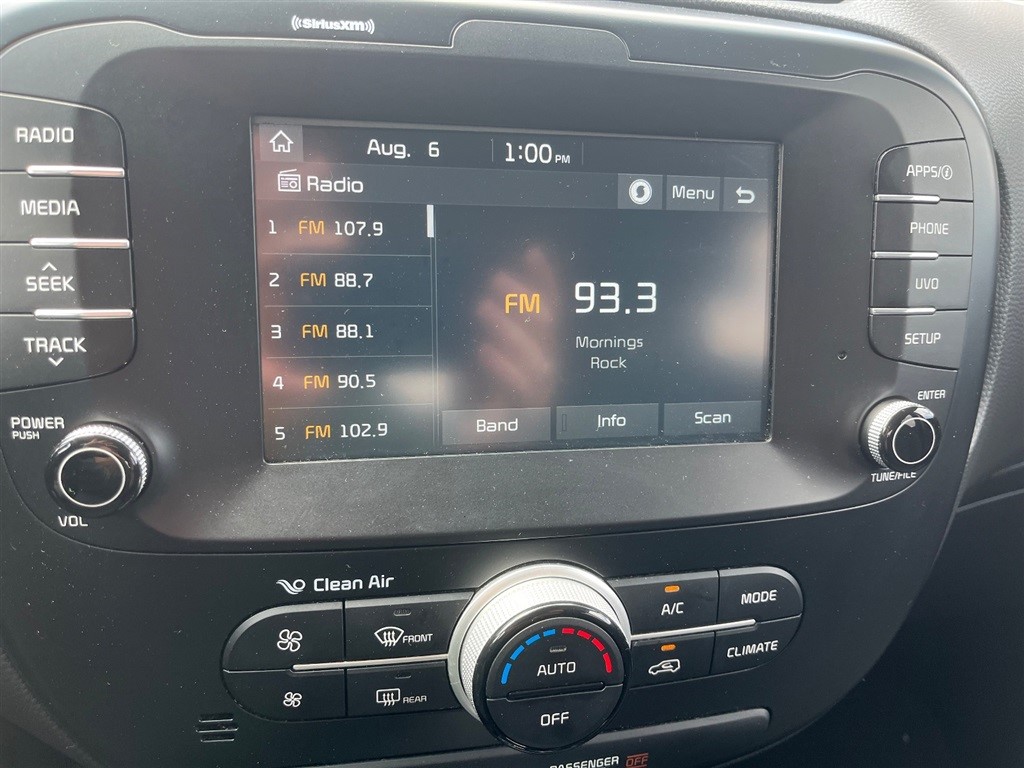 ((SiriusXM))
RADIO
MEDIA
SEEK
TRACK
POWER
PUSH
VOL
Aug. 6 1:00 PM
Radio Menu
1 FM 107.9
2 FM 88.7
3 FM 88.1
4 FM 90.5
5 FM 102.9
FM 93.3
Mornings
Rock
Band Info Scan
APPS/i
PHONE
UVO
SETUP
ENTER
TUNE/FILE
Clean Air
FRONT
REAR
AUTO
OFF
A/C
MODE
CLIMATE
PASSENGER OFF